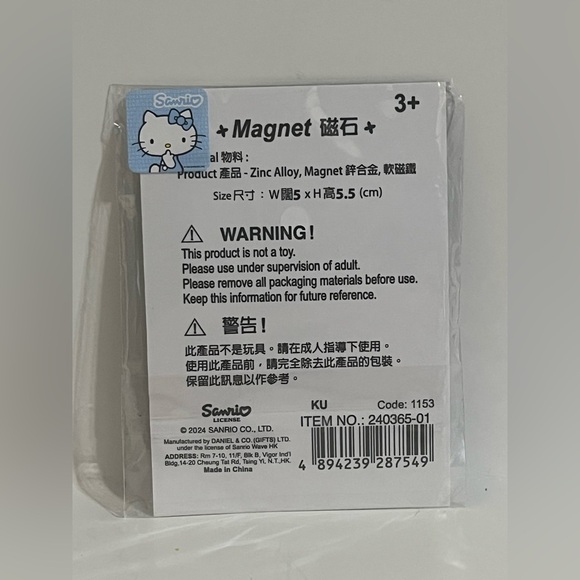 Sanrio
3+
Magnet 磁石
al 物料 :
Product 產品 - Zinc Alloy, Magnet 鋅合金, 軟磁鐵
Size尺寸 : W闊5 x H高5.5 (cm)
WARNING!
This product is not a toy.
Please use under supervision of adult.
Please remove all packaging materials before use.
Keep this information for future reference.
警告!
此產品不是玩具。請在成人指導下使用。
使用此產品前，請完全除去此產品的包裝。
保留此訊息以作參考。
Sanrio
LICENSE
© 2024 SANRIO CO., LTD.
Manufactured by DANIEL & CO. (GIFTS) LTD.
under the license of Sanrio Wave HK
ADDRESS: Rm 7-10, 11/F, Blk B, Vigor Ind'l
Bldg,14-20 Cheung Tat Rd, Tsing Yi, N.T.,HK.
Made in China
KU Code: 1153
ITEM NO.: 240365-01
4 894239 287549